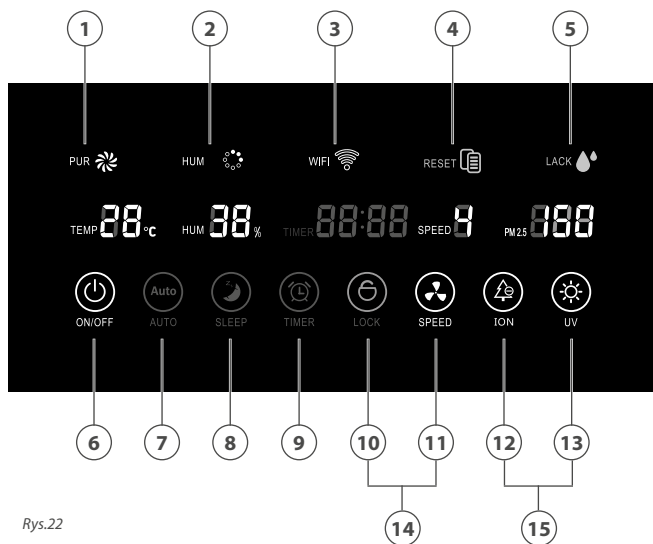 1 2 3 4 5
PUR HUM WIFI RESET LACK
TEMP 28 °C HUM 38 % TIMER 88:88 SPEED 4 PM 2.5 150
Auto
ON/OFF AUTO SLEEP TIMER LOCK SPEED ION UV
6 7 8 9 10 11 12 13
Rys.22
14 15